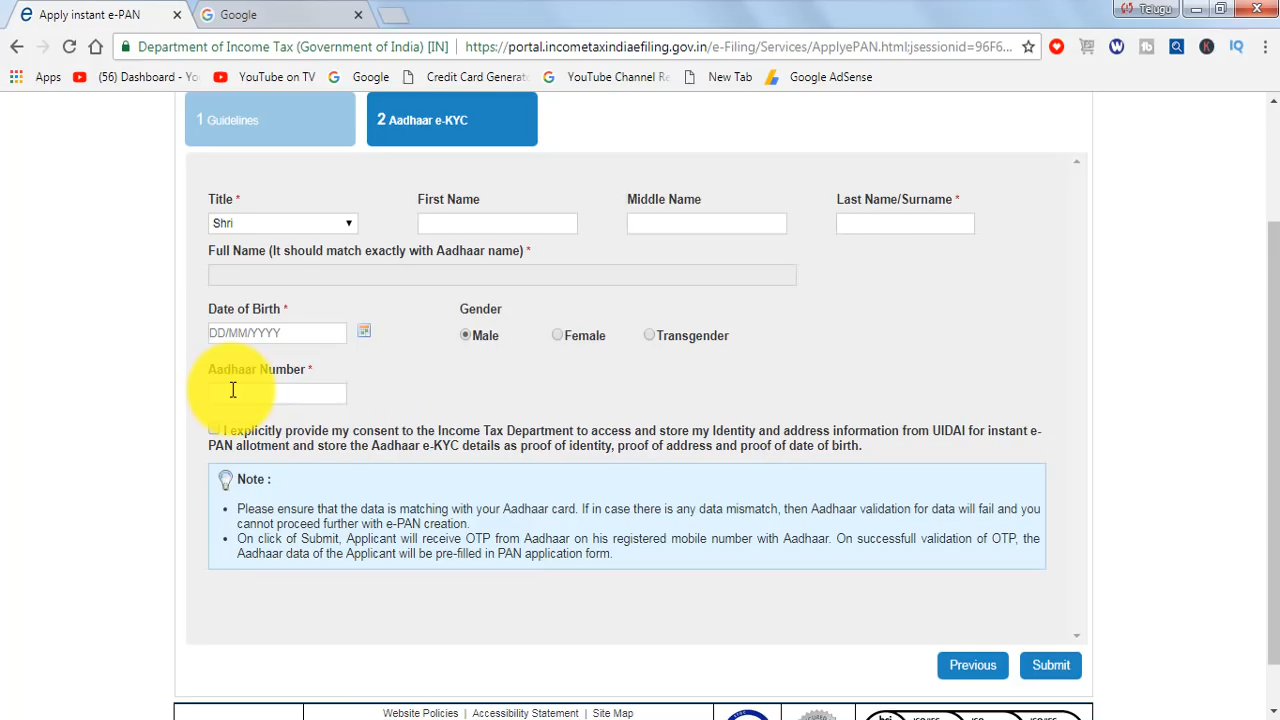 Apply instant e-PAN
Google
Telugu
Department of Income Tax (Government of India) [IN]
https://portal.incometaxindiaefiling.gov.in/e-Filing/Services/ApplyePAN.html;jsessionid=96F6...
Apps
(56) Dashboard - Yo
YouTube on TV
Google
Credit Card Generat
YouTube Channel R
New Tab
Google AdSense
1 Guidelines
2 Aadhaar e-KYC
Title *
First Name
Middle Name
Last Name/Surname *
Shri
Full Name (It should match exactly with Aadhaar name) *
Date of Birth *
Gender
DD/MM/YYYY
Male
Female
Transgender
Aadhaar Number *
I explicitly provide my consent to the Income Tax Department to access and store my Identity and address information from UIDAI for instant e-
PAN allotment and store the Aadhaar e-KYC details as proof of identity, proof of address and proof of date of birth.
Note :
• Please ensure that the data is matching with your Aadhaar card. If in case there is any data mismatch, then Aadhaar validation for data will fail and you
cannot proceed further with e-PAN creation.
• On click of Submit, Applicant will receive OTP from Aadhaar on his registered mobile number with Aadhaar. On successfull validation of OTP, the
Aadhaar data of the Applicant will be pre-filled in PAN application form.
Previous
Submit
Website Policies | Accessibility Statement | Site Map